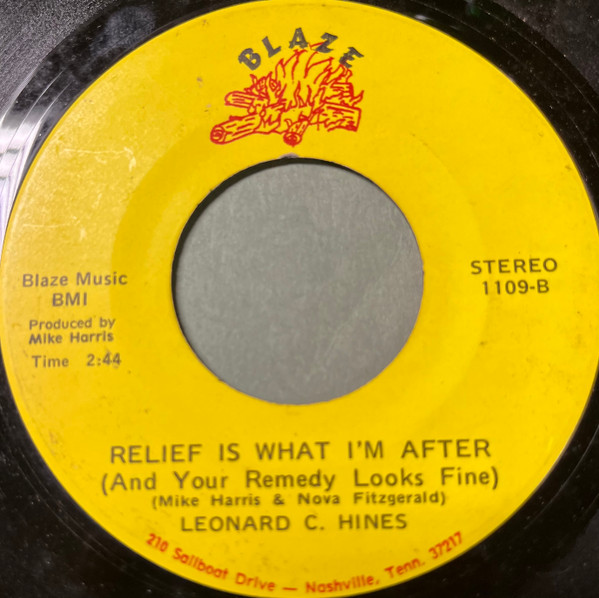 BLAZE
Blaze Music
BMI
Produced by
Mike Harris
Time 2:44
STEREO
1109-B
RELIEF IS WHAT I'M AFTER
(And Your Remedy Looks Fine)
(Mike Harris & Nova Fitzgerald)
LEONARD C. HINES
210 Sailboat Drive — Nashville, Tenn. 37217